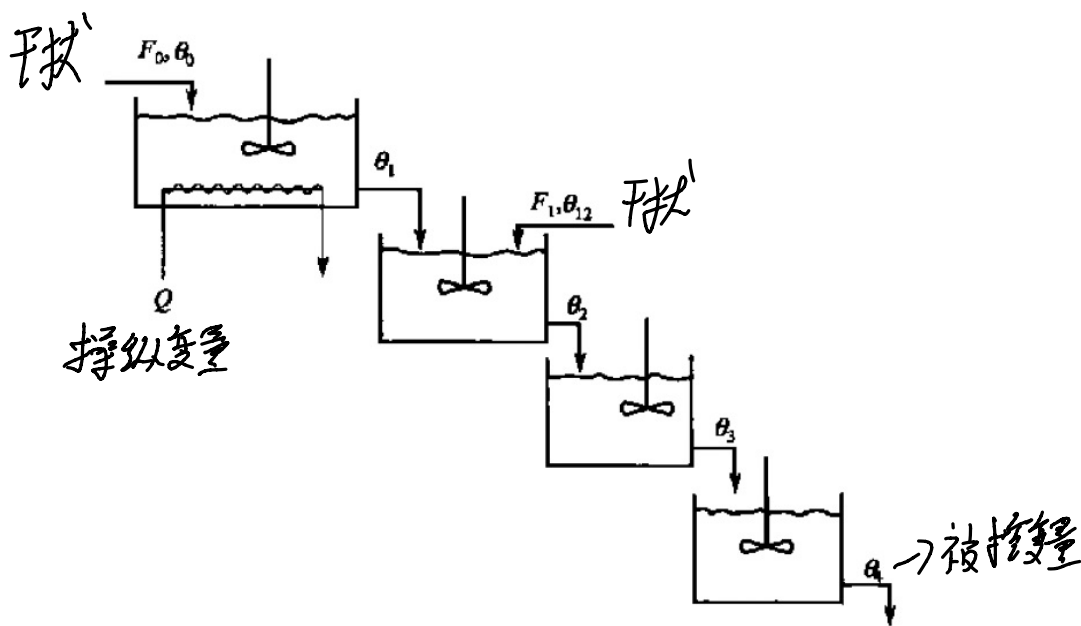 干扰
F₀, θ₀
θ₁
F₁, θ₁₂
干扰
Q
操纵变量
θ₂
θ₃
θ₄
→被控变量